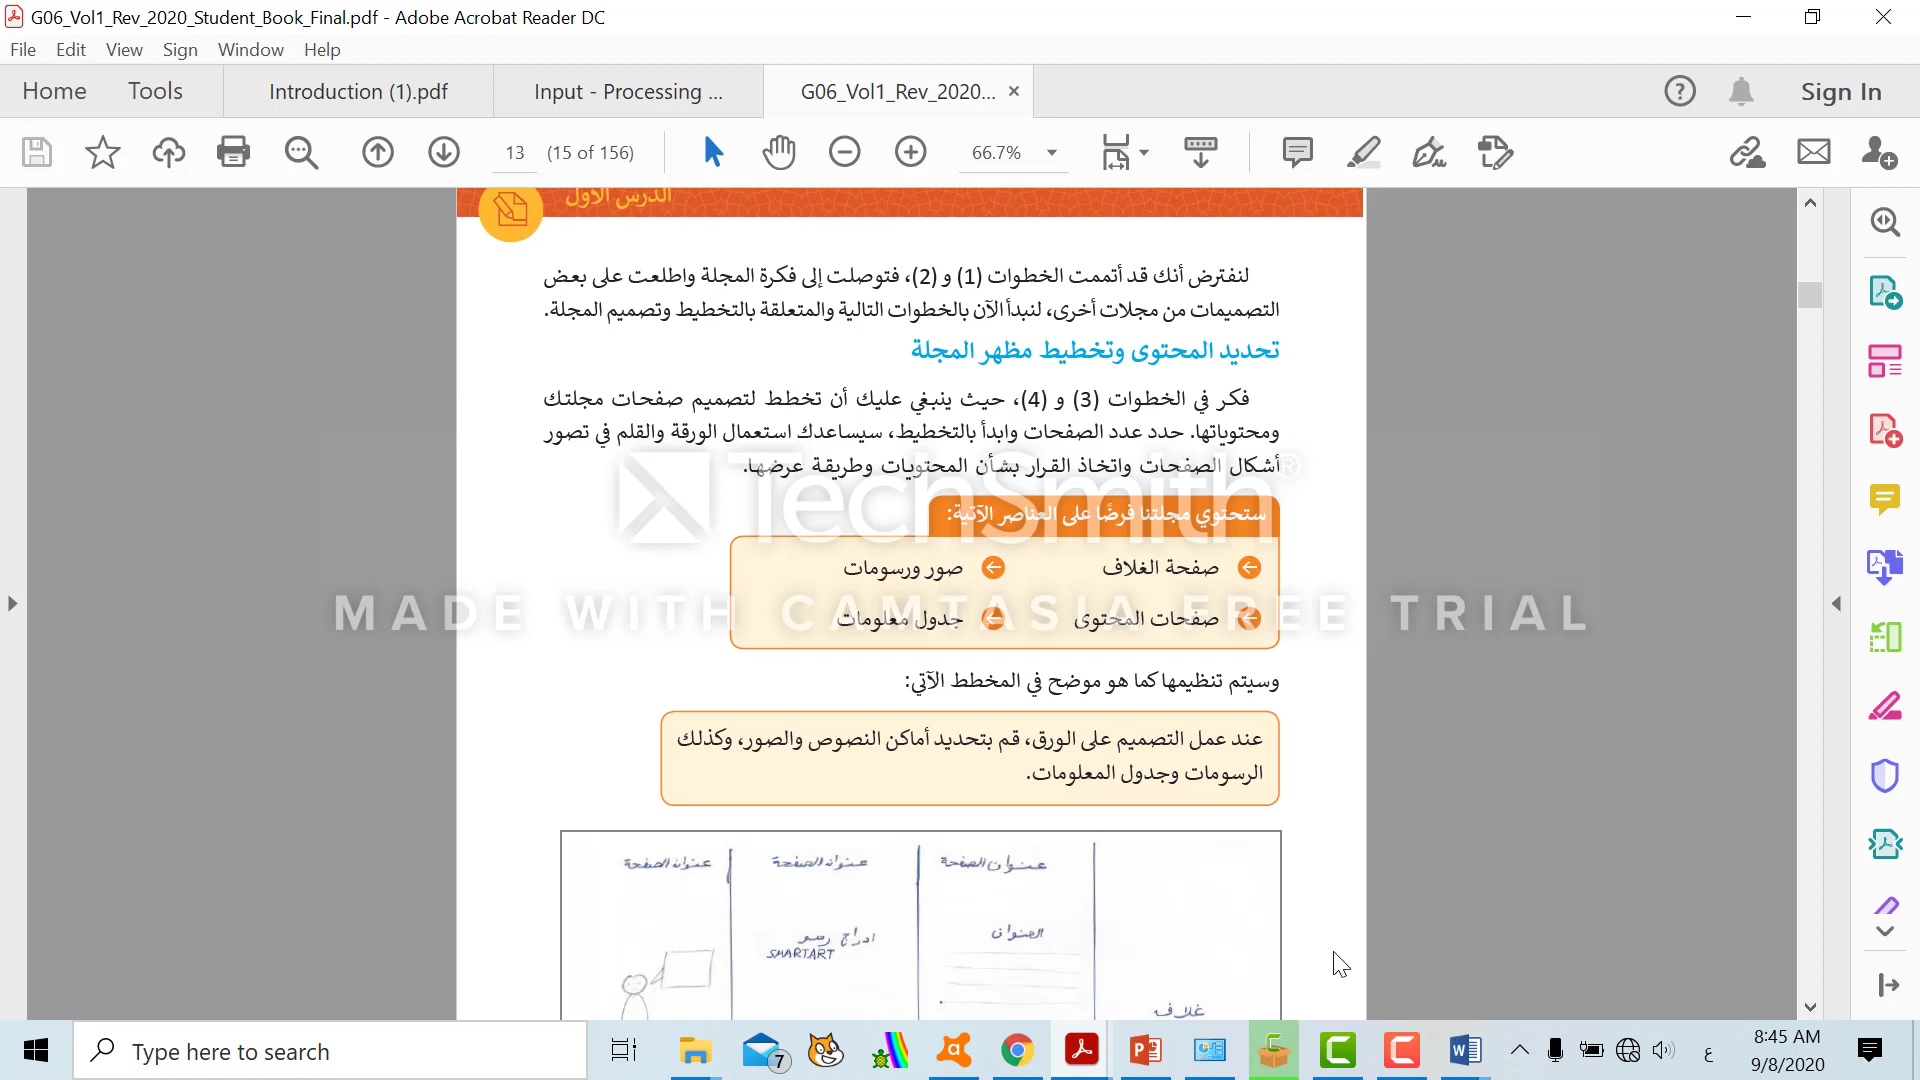 G06_Vol1_Rev_2020_Student_Book_Final.pdf - Adobe Acrobat Reader DC
File Edit View Sign Window Help
Home Tools Introduction (1).pdf Input - Processing ... G06_Vol1_Rev_2020... Sign In
13 (15 of 156) 66.7%
الدرس الأول
لنفترض أنك قد أتممت الخطوات (1) و (2)، فتوصلت إلى فكرة المجلة واطلعت على بعض
التصميمات من مجلات أخرى، لنبدأ الآن بالخطوات التالية والمتعلقة بالتخطيط وتصميم المجلة.
تحديد المحتوى وتخطيط مظهر المجلة
فكر في الخطوات (3) و (4)، حيث ينبغي عليك أن تخطط لتصميم صفحات مجلتك
ومحتوياتها. حدد عدد الصفحات وابدأ بالتخطيط، سيساعدك استعمال الورقة والقلم في تصور
أشكال الصفحات واتخاذ القرار بشأن المحتويات وطريقة عرضها.
TechSmith®
ستحتوي مجلتنا فرضًا على العناصر الآتية:
صفحة الغلاف صور ورسومات
MADE WITH CAMTASIA FREE TRIAL
صفحات المحتوى جدول معلومات
وسيتم تنظيمها كما هو موضح في المخطط الآتي:
عند عمل التصميم على الورق، قم بتحديد أماكن النصوص والصور، وكذلك
الرسومات وجدول المعلومات.
عنوان الصفحة عنوان الصفحة عنوان الصفحة
العنوان ادراج رسم
SMARTART
غلاف
Type here to search
7
ع
8:45 AM
9/8/2020